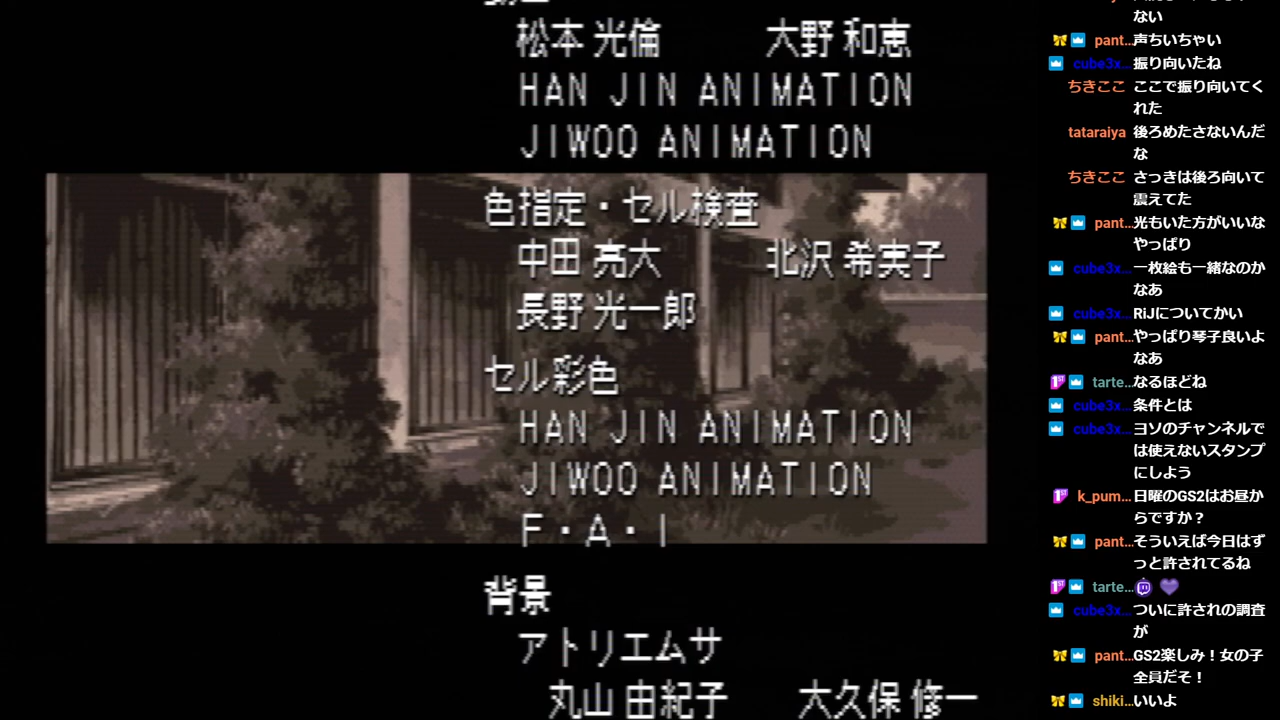 松本 光倫 大野 和恵
HAN JIN ANIMATION
JIWOO ANIMATION
色指定・セル検査
中田 亮大 北沢 希実子
長野 光一郎
セル彩色
HAN JIN ANIMATION
JIWOO ANIMATION
F・A・I
背景
アトリエムサ
丸山 由紀子 大久保 修一
ない
pant… 声ちいちゃい
cube3x… 振り向いたね
ちきここ ここで振り向いてく
れた
tataraiya 後ろめたさないんだ
な
ちきここ さっきは後ろ向いて
震えてた
pant… 光もいた方がいいな
やっぱり
cube3x… 一枚絵も一緒なのか
なあ
cube3x… RiJについてかい
pant… やっぱり琴子良いよ
なあ
tarte… なるほどね
cube3x… 条件とは
cube3x… ヨソのチャンネルで
は使えないスタンプ
にしよう
k_pum… 日曜のGS2はお昼か
らですか？
pant… そういえば今日はず
っと許されてるね
tarte…
cube3x… ついに許されの調査
が
pant… GS2楽しみ！女の子
全員だぞ！
shiki… いいよ